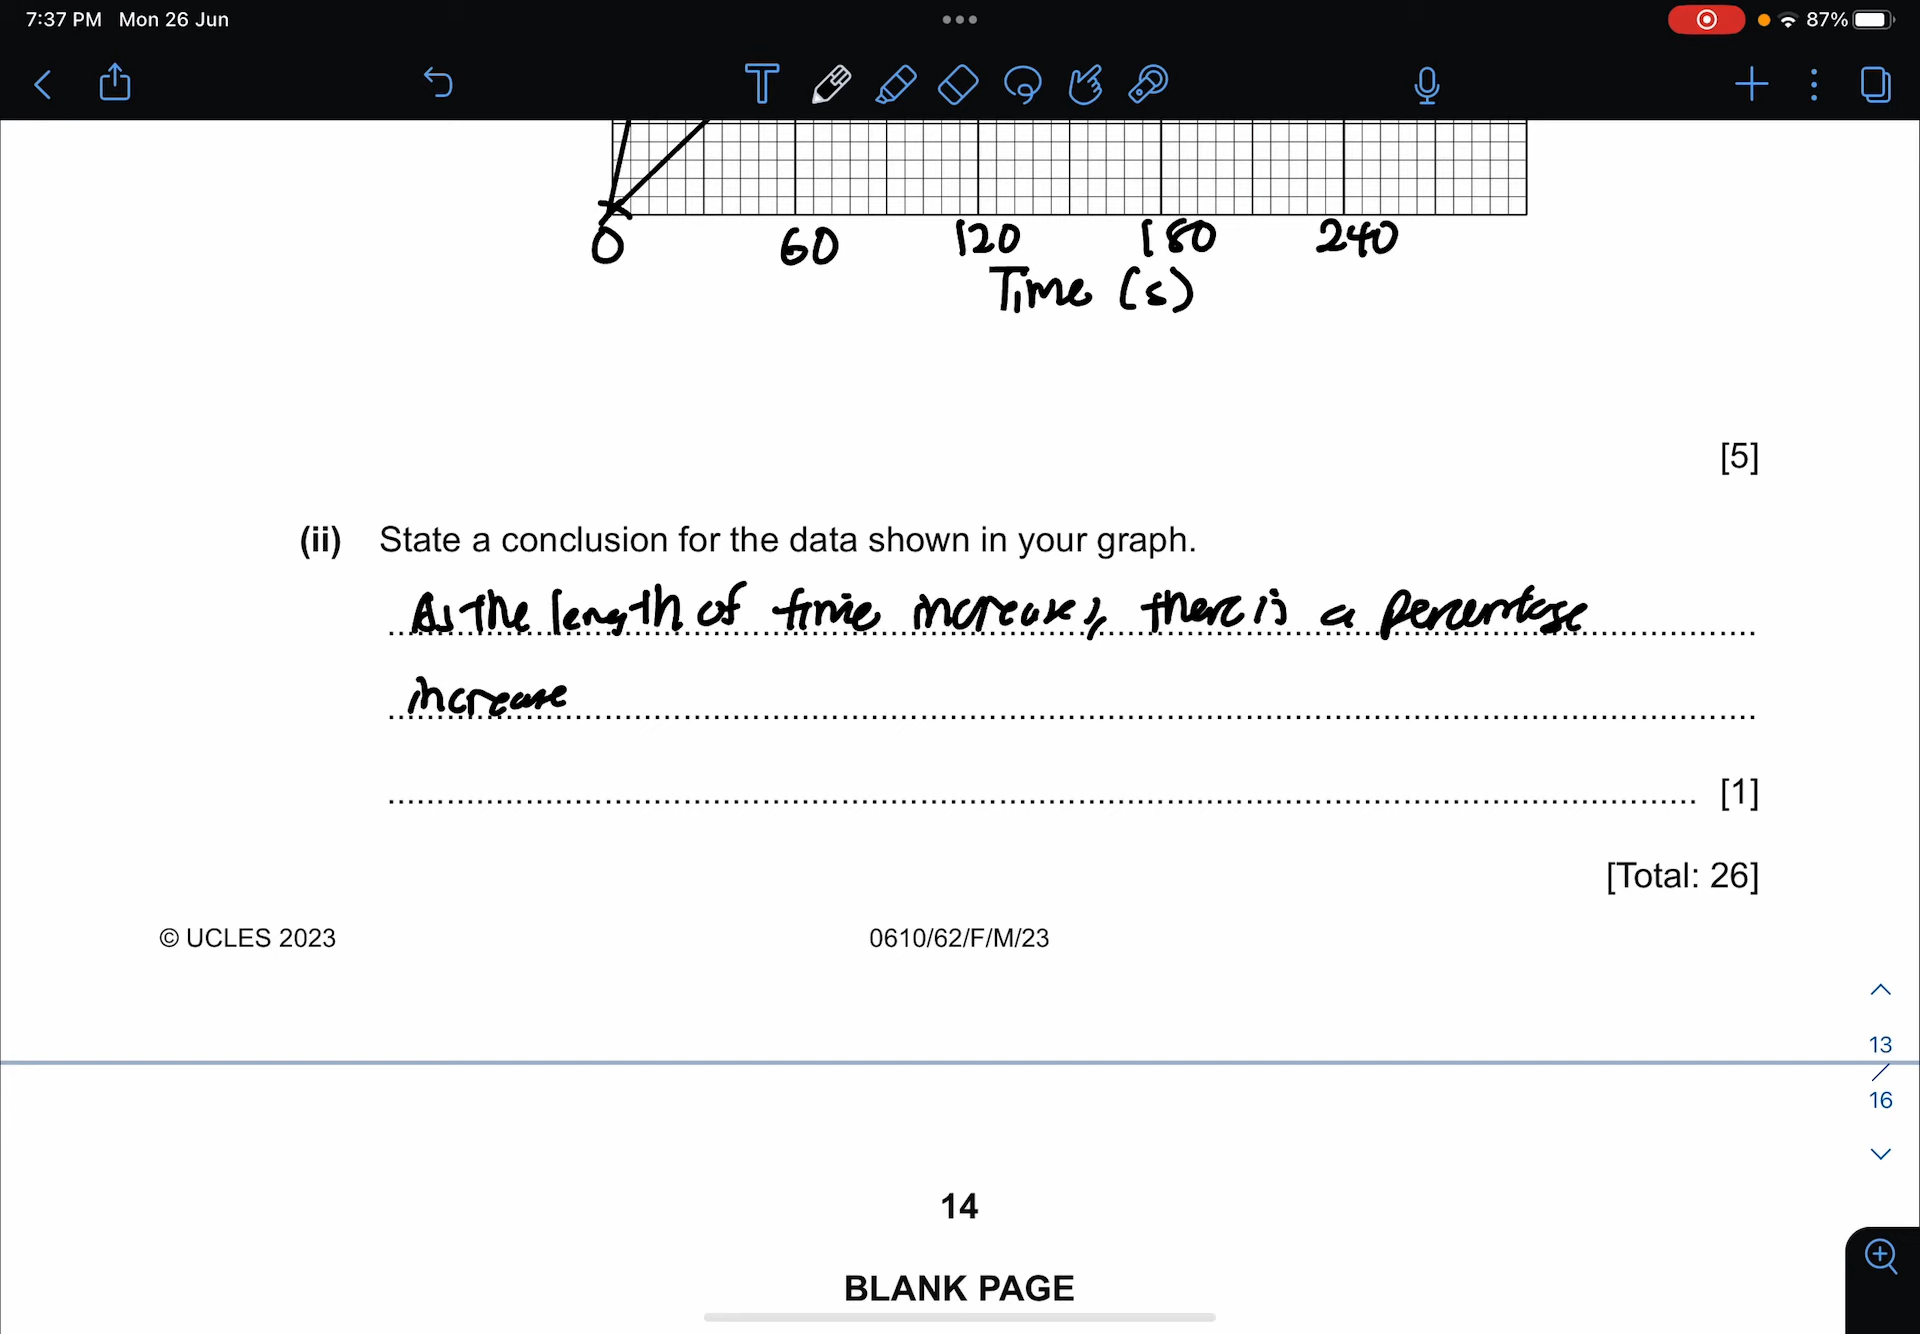 7:37 PM Mon 26 Jun
87%
0 60 120 180 240
Time (s)
[5]
(ii) State a conclusion for the data shown in your graph.
As the length of time increases, there is a percentage
increase
[1]
[Total: 26]
© UCLES 2023 0610/62/F/M/23
13
16
14
BLANK PAGE